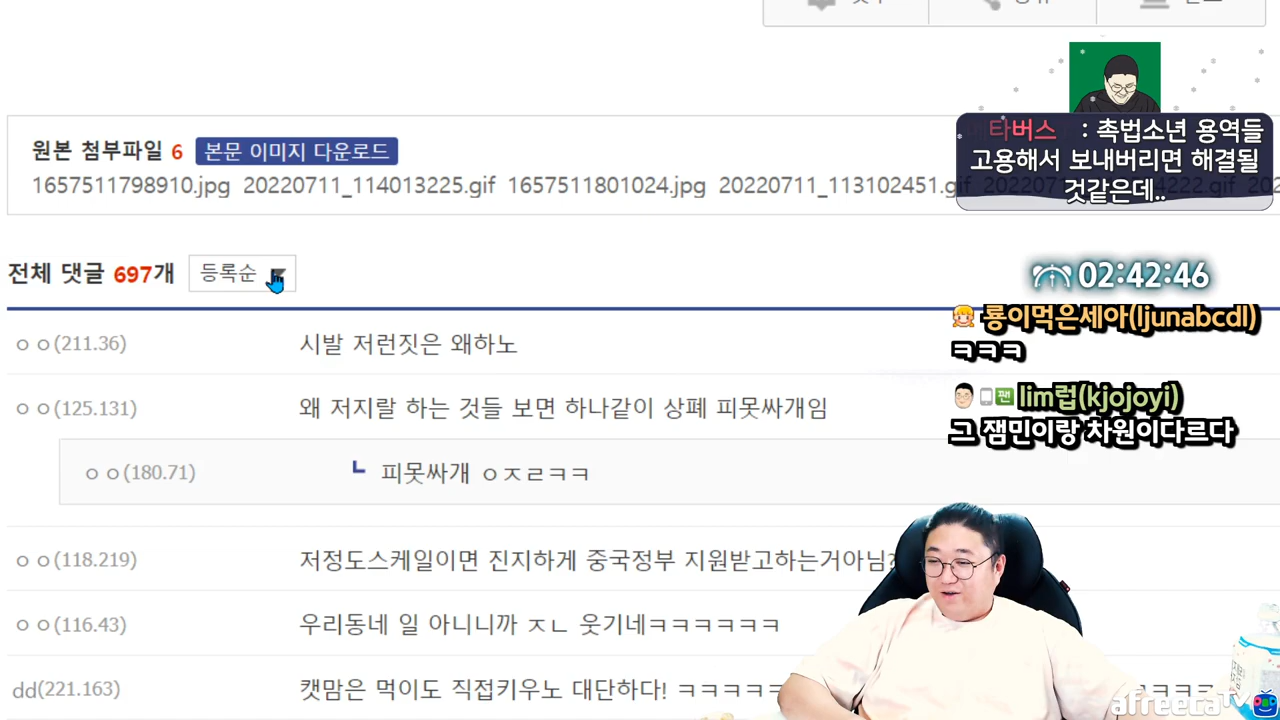 타버스 : 촉법소년 용역들
고용해서 보내버리면 해결될
것같은데..
원본 첨부파일 6 본문 이미지 다운로드
1657511798910.jpg 20220711_114013225.gif 1657511801024.jpg 20220711_113102451.gif
전체 댓글 697개 등록순
02:42:46
룡이먹은세아(ljunabcdl)
ㅋㅋㅋ
ㅇㅇ(211.36) 시발 저런짓은 왜하노
lim럽(kjojoyi)
그 잼민이랑 차원이다르다
ㅇㅇ(125.131) 왜 저지랄 하는 것들 보면 하나같이 상폐 피못싸개임
ㅇㅇ(180.71) ㄴ 피못싸개 ㅇㅈㄹㅋㅋ
ㅇㅇ(118.219) 저정도스케일이면 진지하게 중국정부 지원받고하는거아님?
ㅇㅇ(116.43) 우리동네 일 아니니까 ㅈㄴ 웃기네ㅋㅋㅋㅋㅋㅋ
dd(221.163) 캣맘은 먹이도 직접키우노 대단하다! ㅋㅋㅋㅋㅋ
afreecaTV